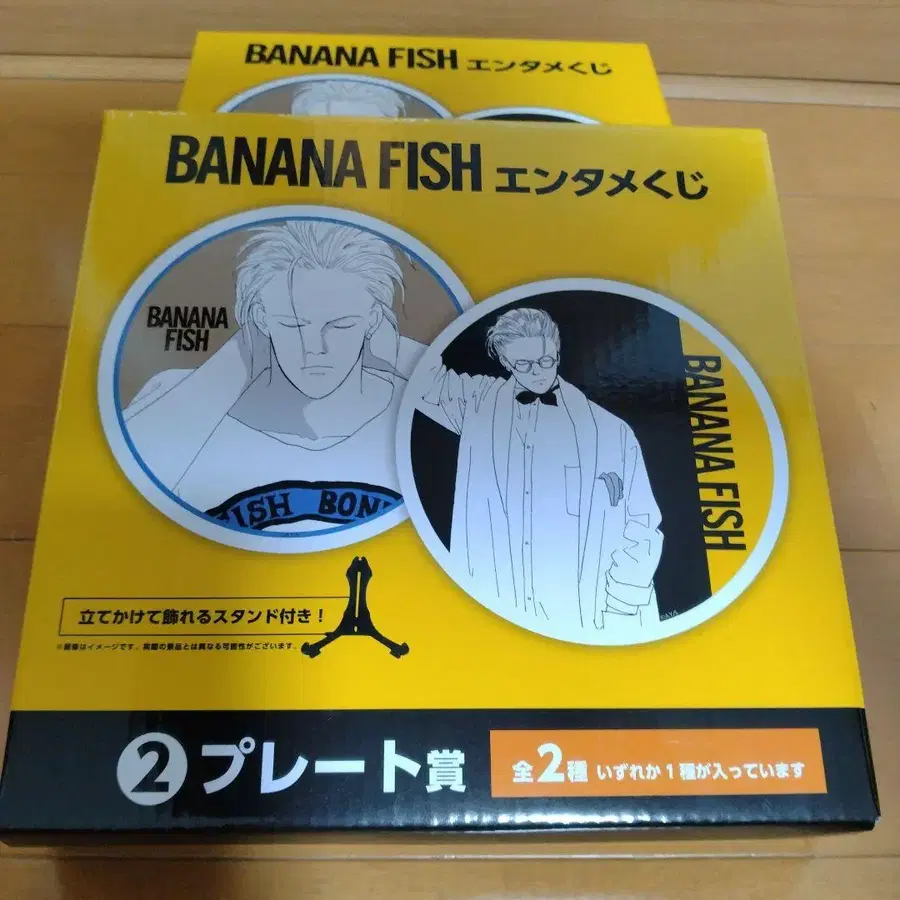 BANANA FISH エンタメくじ
BANANA FISH エンタメくじ
BANANA
FISH
FISH BON
BANANA FISH
©AYA
立てかけて飾れるスタンド付き！
※画像はイメージです。実際の景品とは異なる可能性がございます。
2 プレート賞
全2種 いずれか1種が入っています